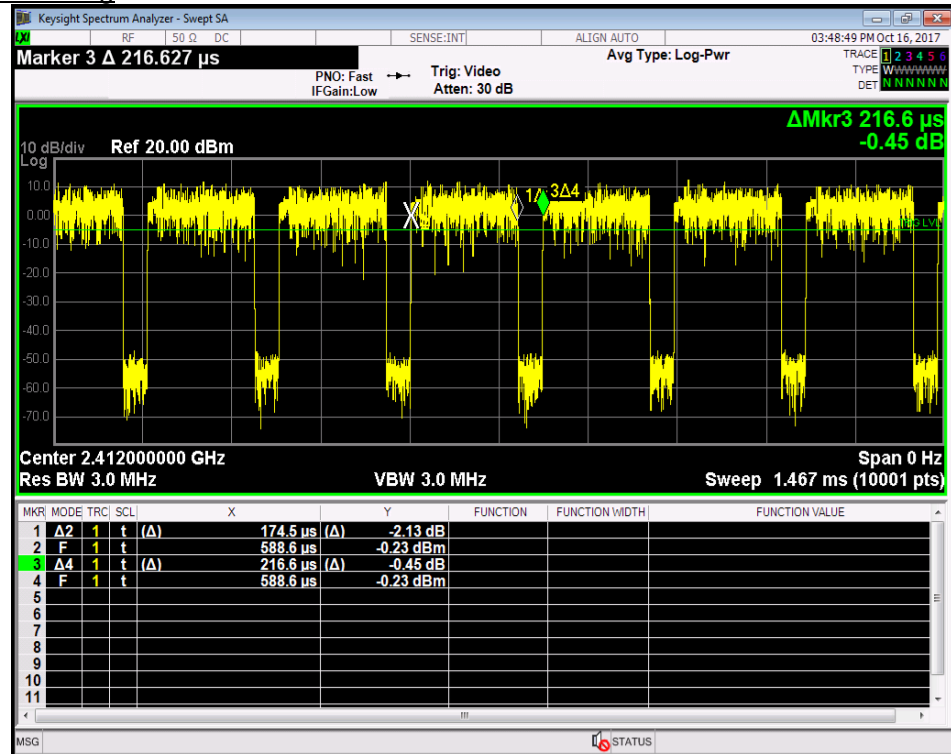 Keysight Spectrum Analyzer - Swept SA
LXI RF 50 Ω DC SENSE:INT ALIGN AUTO 03:48:49 PM Oct 16, 2017
Marker 3 Δ 216.627 µs
PNO: Fast
IFGain:Low
Trig: Video
Atten: 30 dB
Avg Type: Log-Pwr
TRACE 1 2 3 4 5 6
TYPE WWWWWW
DET N N N N N N
ΔMkr3 216.6 µs
-0.45 dB
10 dB/div Ref 20.00 dBm
Log
10.0
0.00
-10.0
-20.0
-30.0
-40.0
-50.0
-60.0
-70.0
X
3Δ4
Center 2.412000000 GHz Span 0 Hz
Res BW 3.0 MHz VBW 3.0 MHz Sweep 1.467 ms (10001 pts)
MKR MODE TRC SCL X Y FUNCTION FUNCTION WIDTH FUNCTION VALUE
1 Δ2 1 t (Δ) 174.5 µs (Δ) -2.13 dB
2 F 1 t 588.6 µs -0.23 dBm
3 Δ4 1 t (Δ) 216.6 µs (Δ) -0.45 dB
4 F 1 t 588.6 µs -0.23 dBm
5
6
7
8
9
10
11
MSG STATUS